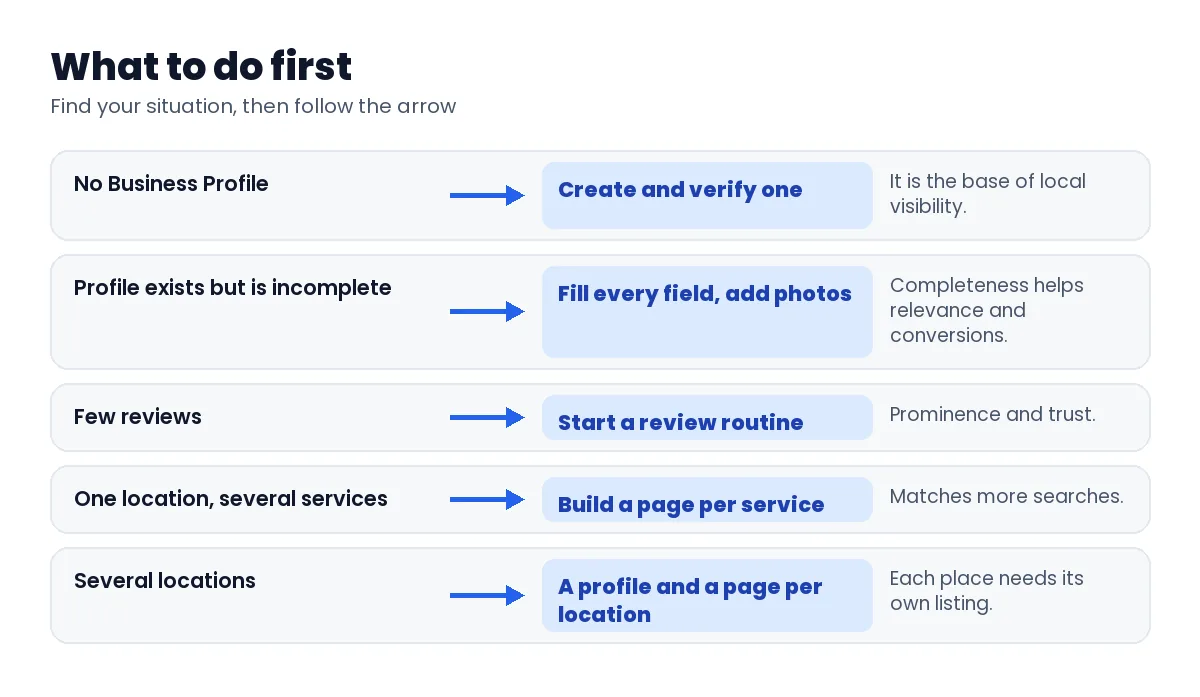 What to do first
Find your situation, then follow the arrow
No Business Profile
Create and verify one
It is the base of local
visibility.
Profile exists but is incomplete
Fill every field, add photos
Completeness helps
relevance and
conversions.
Few reviews
Start a review routine
Prominence and trust.
One location, several services
Build a page per service
Matches more searches.
Several locations
A profile and a page per
location
Each place needs its
own listing.